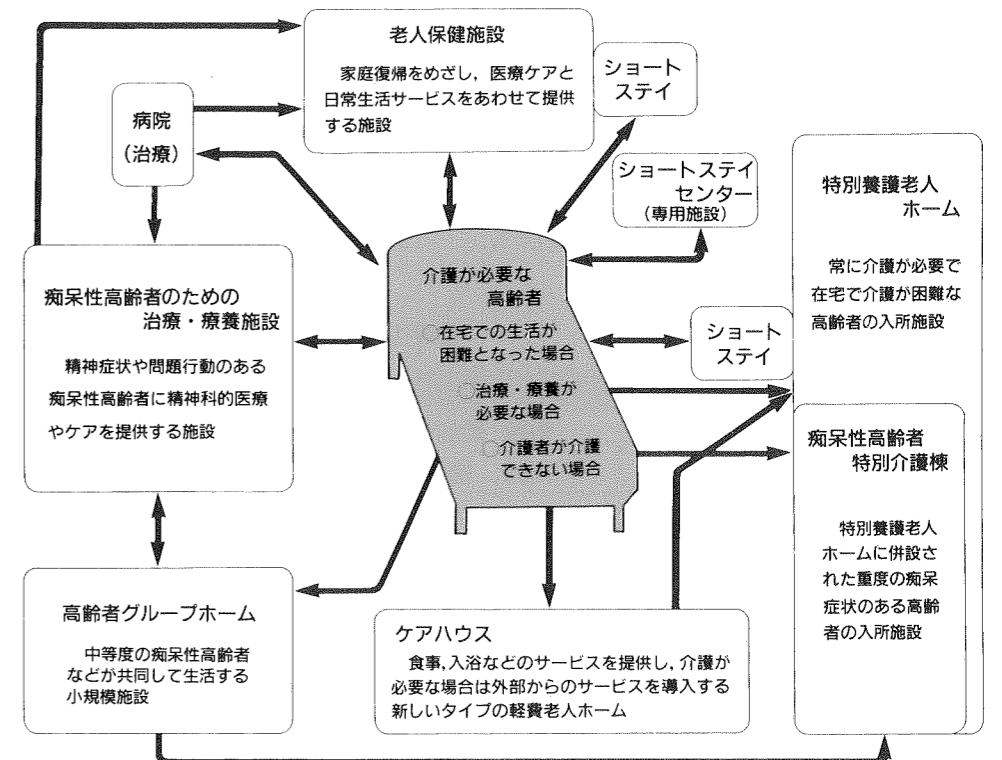 老人保健施設
家庭復帰をめざし，医療ケアと
日常生活サービスをあわせて提供
する施設
ショート
ステイ
病院
（治療）
ショートステイ
センター
（専用施設）
特別養護老人
ホーム
常に介護が必要で
在宅で介護が困難な
高齢者の入所施設
介護が必要な
高齢者
○在宅での生活が
困難となった場合
○治療・療養が
必要な場合
○介護者が介護
できない場合
痴呆性高齢者のための
治療・療養施設
精神症状や問題行動のある
痴呆性高齢者に精神科的医療
やケアを提供する施設
ショート
ステイ
痴呆性高齢者
特別介護棟
特別養護老人
ホームに併設さ
れた重度の痴呆
症状のある高齢
者の入所施設
高齢者グループホーム
中等度の痴呆性高齢者
などが共同して生活する
小規模施設
ケアハウス
食事，入浴などのサービスを提供し，介護が
必要な場合は外部からのサービスを導入する
新しいタイプの軽費老人ホーム